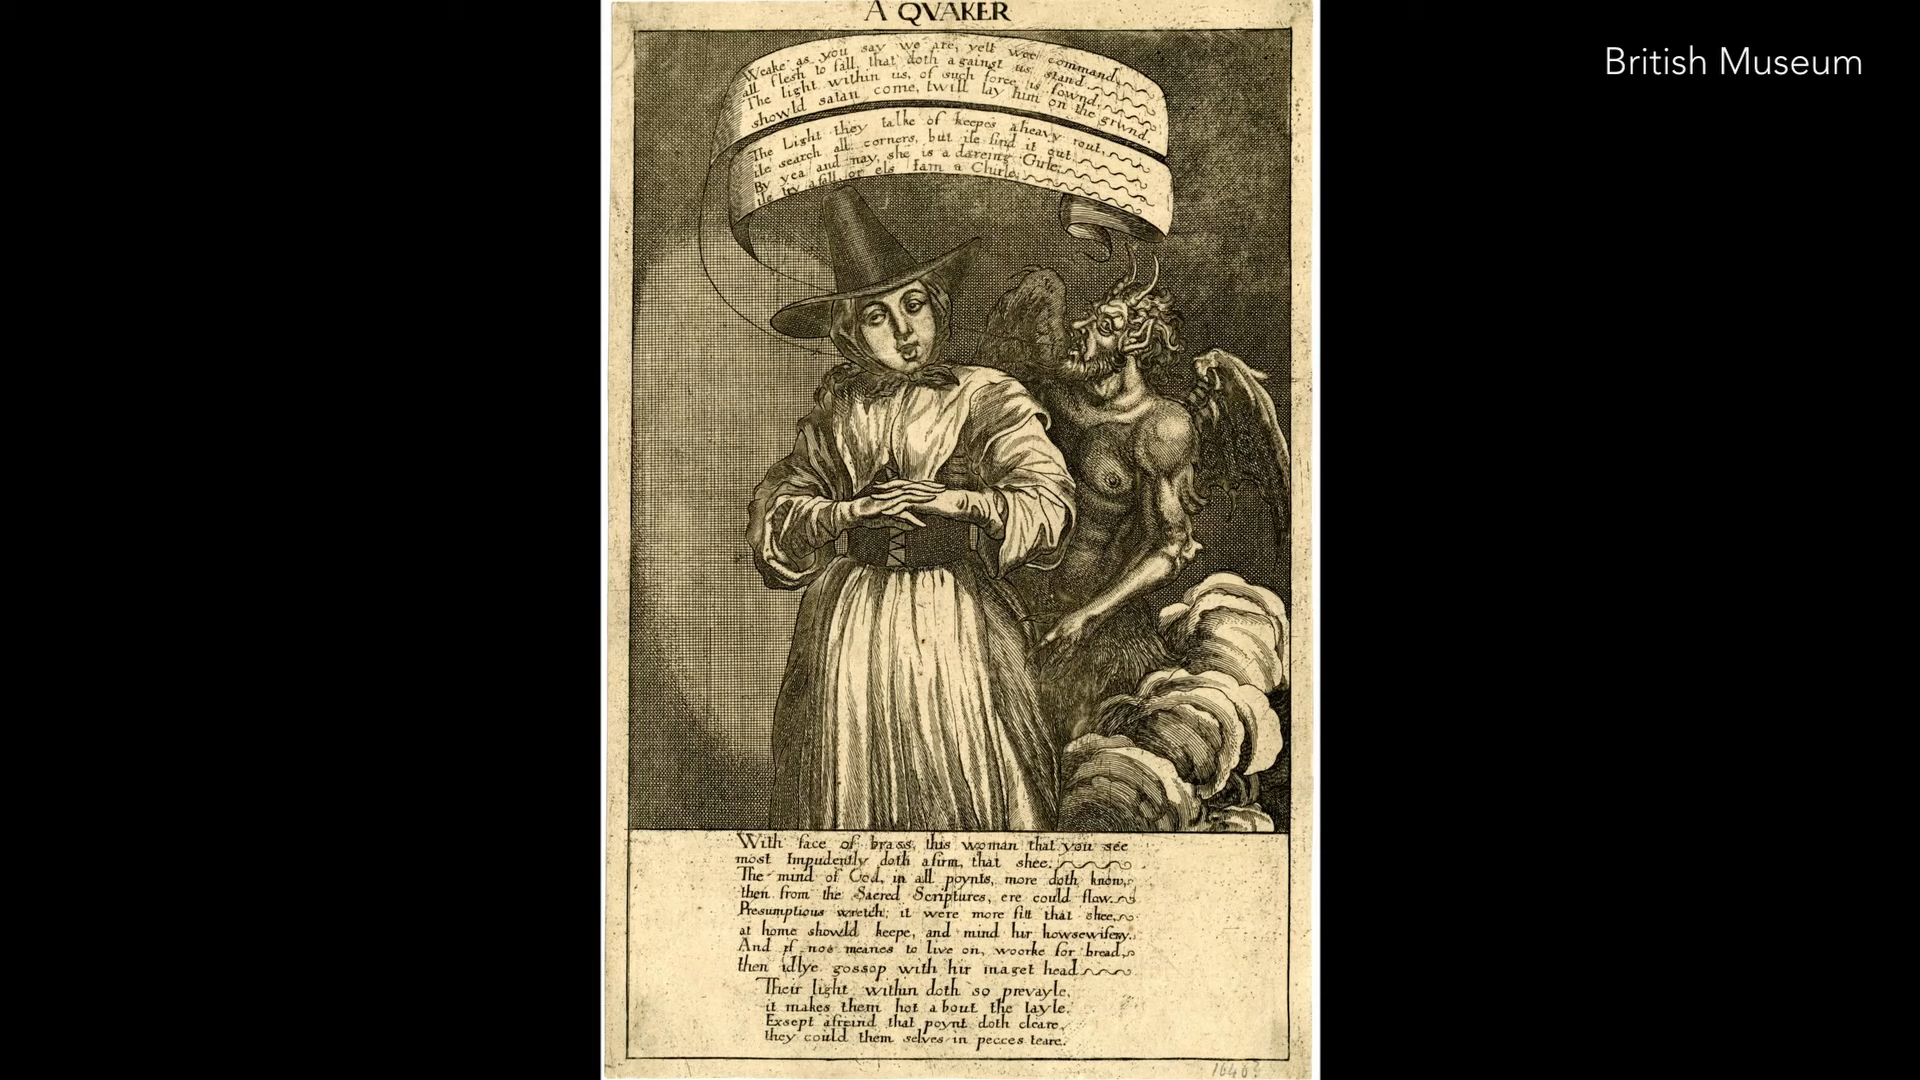 A QVAKER
British Museum
Weake as you say we are, yett wee command,
all flesh to fall, that doth against us stand
The light within us, of such force is fownd,
showld satan come, twill lay him on the grwnd.
The Light they talke of keepes a heavy rout,
ile search all corners, but ile find it out.
By yea and nay, she is a dareing Girle,
ile try a fall, or els I am a Churle.
With face of brass, this woman that you see
most Impudently doth afirm, that shee.
The mind of God, in all poynts, more doth know,
then from the Sacred Scriptures, ere could flow.
Presumptious wretch; it were more fitt that shee,
at home showld keepe, and mind hir howsewifery.
And if noe meanes to live on, woorke for bread,
then idlye gossop with hir maget head
Their light within doth so prevayle,
it makes them hot about the tayle.
Exsept a freind that poynt doth cleare,
they could them selves in pecces teare.